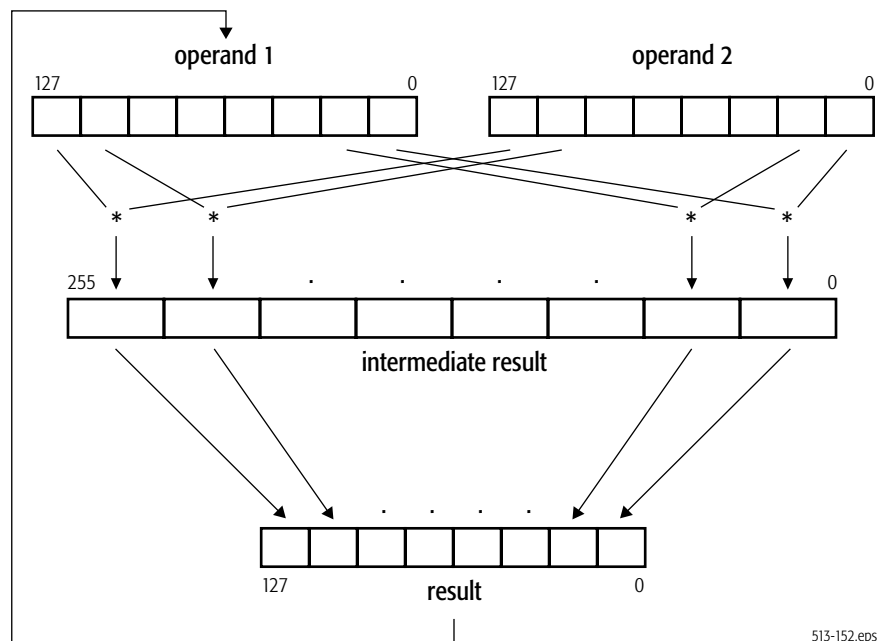 operand 1 operand 2
127 0 127 0
* * * *
255 . . . . 0
intermediate result
. . . .
127 result 0
513-152.eps